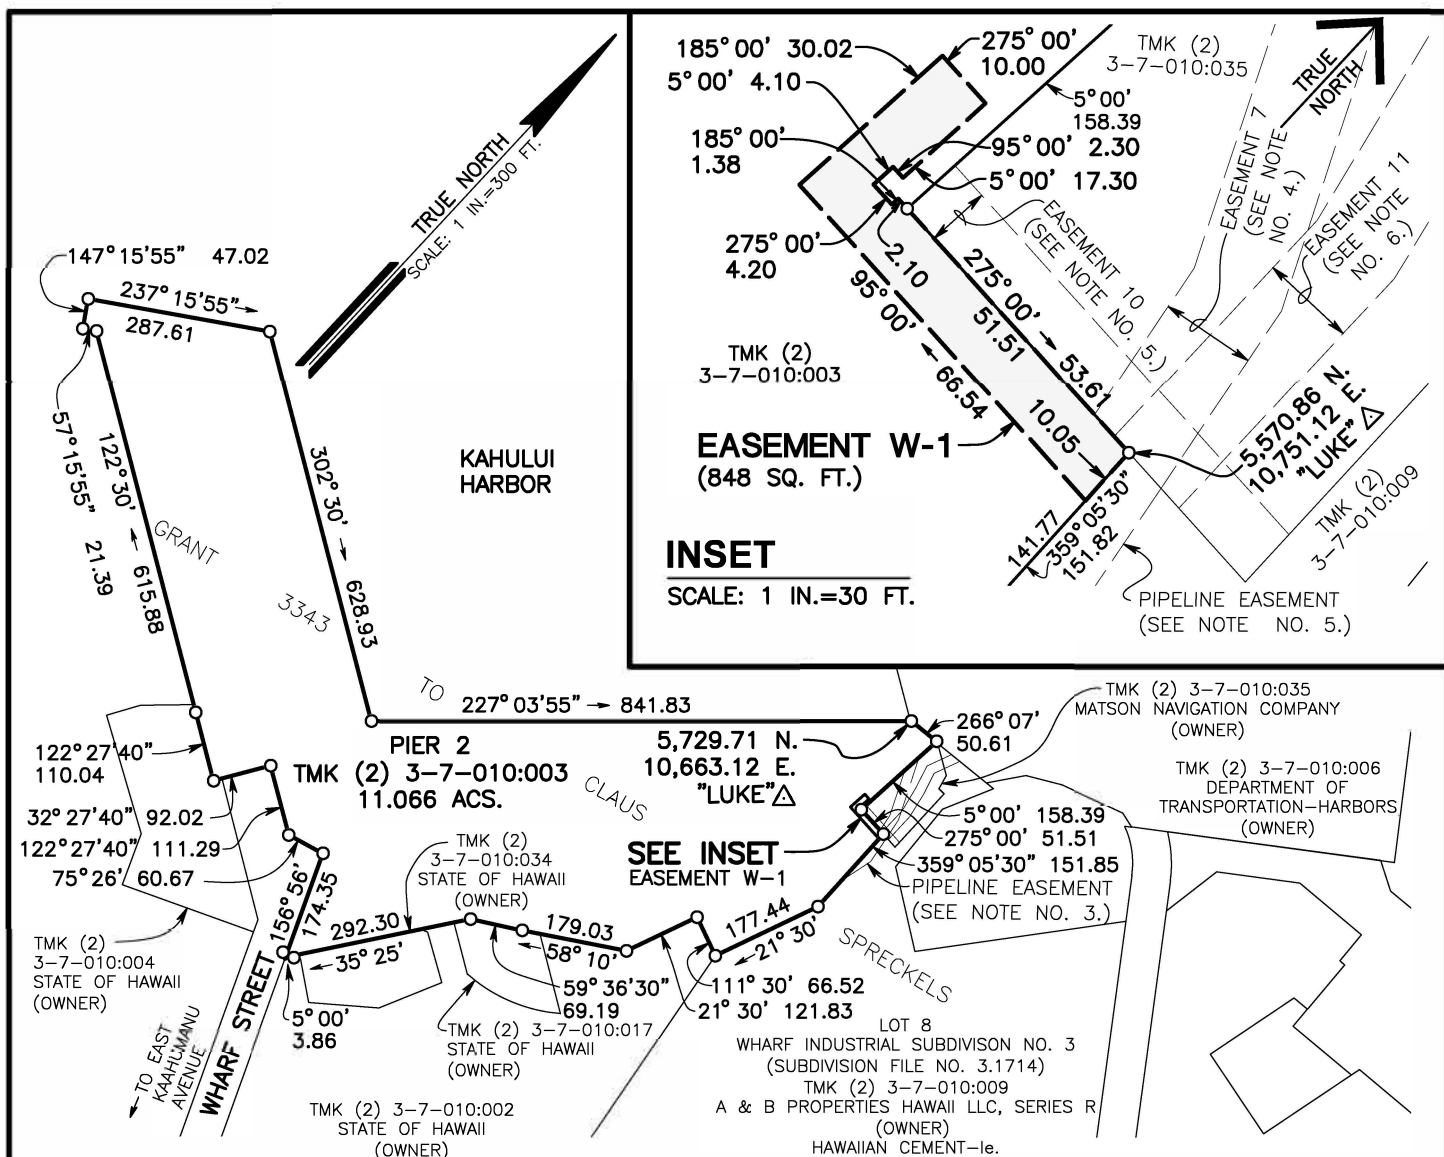 185° 00' 30.02
5° 00' 4.10
185° 00'
1.38
275° 00'
10.00
TMK (2)
3-7-010:035
5° 00'
158.39
95° 00' 2.30
5° 00' 17.30
TRUE
NORTH
EASEMENT 7
(SEE NOTE
NO. 4.)
EASEMENT 11
(SEE NOTE
NO. 6.)
EASEMENT 10
(SEE NOTE NO. 5.)
275° 00'
4.20
2.10
275° 00' → 53.61
51.51
95° 00' ← 66.54
10.05
TMK (2)
3-7-010:003
EASEMENT W-1
(848 SQ. FT.)
5,570.86 N.
10,751.12 E.
"LUKE"
TMK (2)
3-7-010:009
141.77
359° 05'30"
151.82
INSET
SCALE: 1 IN.=30 FT.
PIPELINE EASEMENT
(SEE NOTE NO. 5.)
TRUE NORTH
SCALE: 1 IN.=300 FT.
147° 15'55" 47.02
237° 15'55" →
287.61
57° 15'55" 21.39
122° 30' ← 615.88
302° 30' → 628.93
KAHULUI
HARBOR
GRANT
3343
TO
CLAUS
SPRECKELS
227° 03'55" → 841.83
PIER 2
TMK (2) 3-7-010:003
11.066 ACS.
5,729.71 N.
10,663.12 E.
"LUKE"
266° 07'
50.61
TMK (2) 3-7-010:035
MATSON NAVIGATION COMPANY
(OWNER)
TMK (2) 3-7-010:006
DEPARTMENT OF
TRANSPORTATION-HARBORS
(OWNER)
122° 27'40"
110.04
32° 27'40" 92.02
122° 27'40" 111.29
75° 26' 60.67
156° 56'
174.35
TMK (2)
3-7-010:034
STATE OF HAWAII
(OWNER)
SEE INSET
EASEMENT W-1
5° 00' 158.39
275° 00' 51.51
359° 05'30" 151.85
PIPELINE EASEMENT
(SEE NOTE NO. 3.)
TMK (2)
3-7-010:004
STATE OF HAWAII
(OWNER)
292.30
← 35° 25'
179.03
← 58° 10'
177.44
← 21° 30'
59° 36'30"
69.19
111° 30' 66.52
21° 30' 121.83
5° 00'
3.86
WHARF STREET
← TO EAST
KAAHUMANU
AVENUE
TMK (2) 3-7-010:017
STATE OF HAWAII
(OWNER)
TMK (2) 3-7-010:002
STATE OF HAWAII
(OWNER)
LOT 8
WHARF INDUSTRIAL SUBDIVISON NO. 3
(SUBDIVISION FILE NO. 3.1714)
TMK (2) 3-7-010:009
A & B PROPERTIES HAWAII LLC, SERIES R
(OWNER)
HAWAIIAN CEMENT-le.